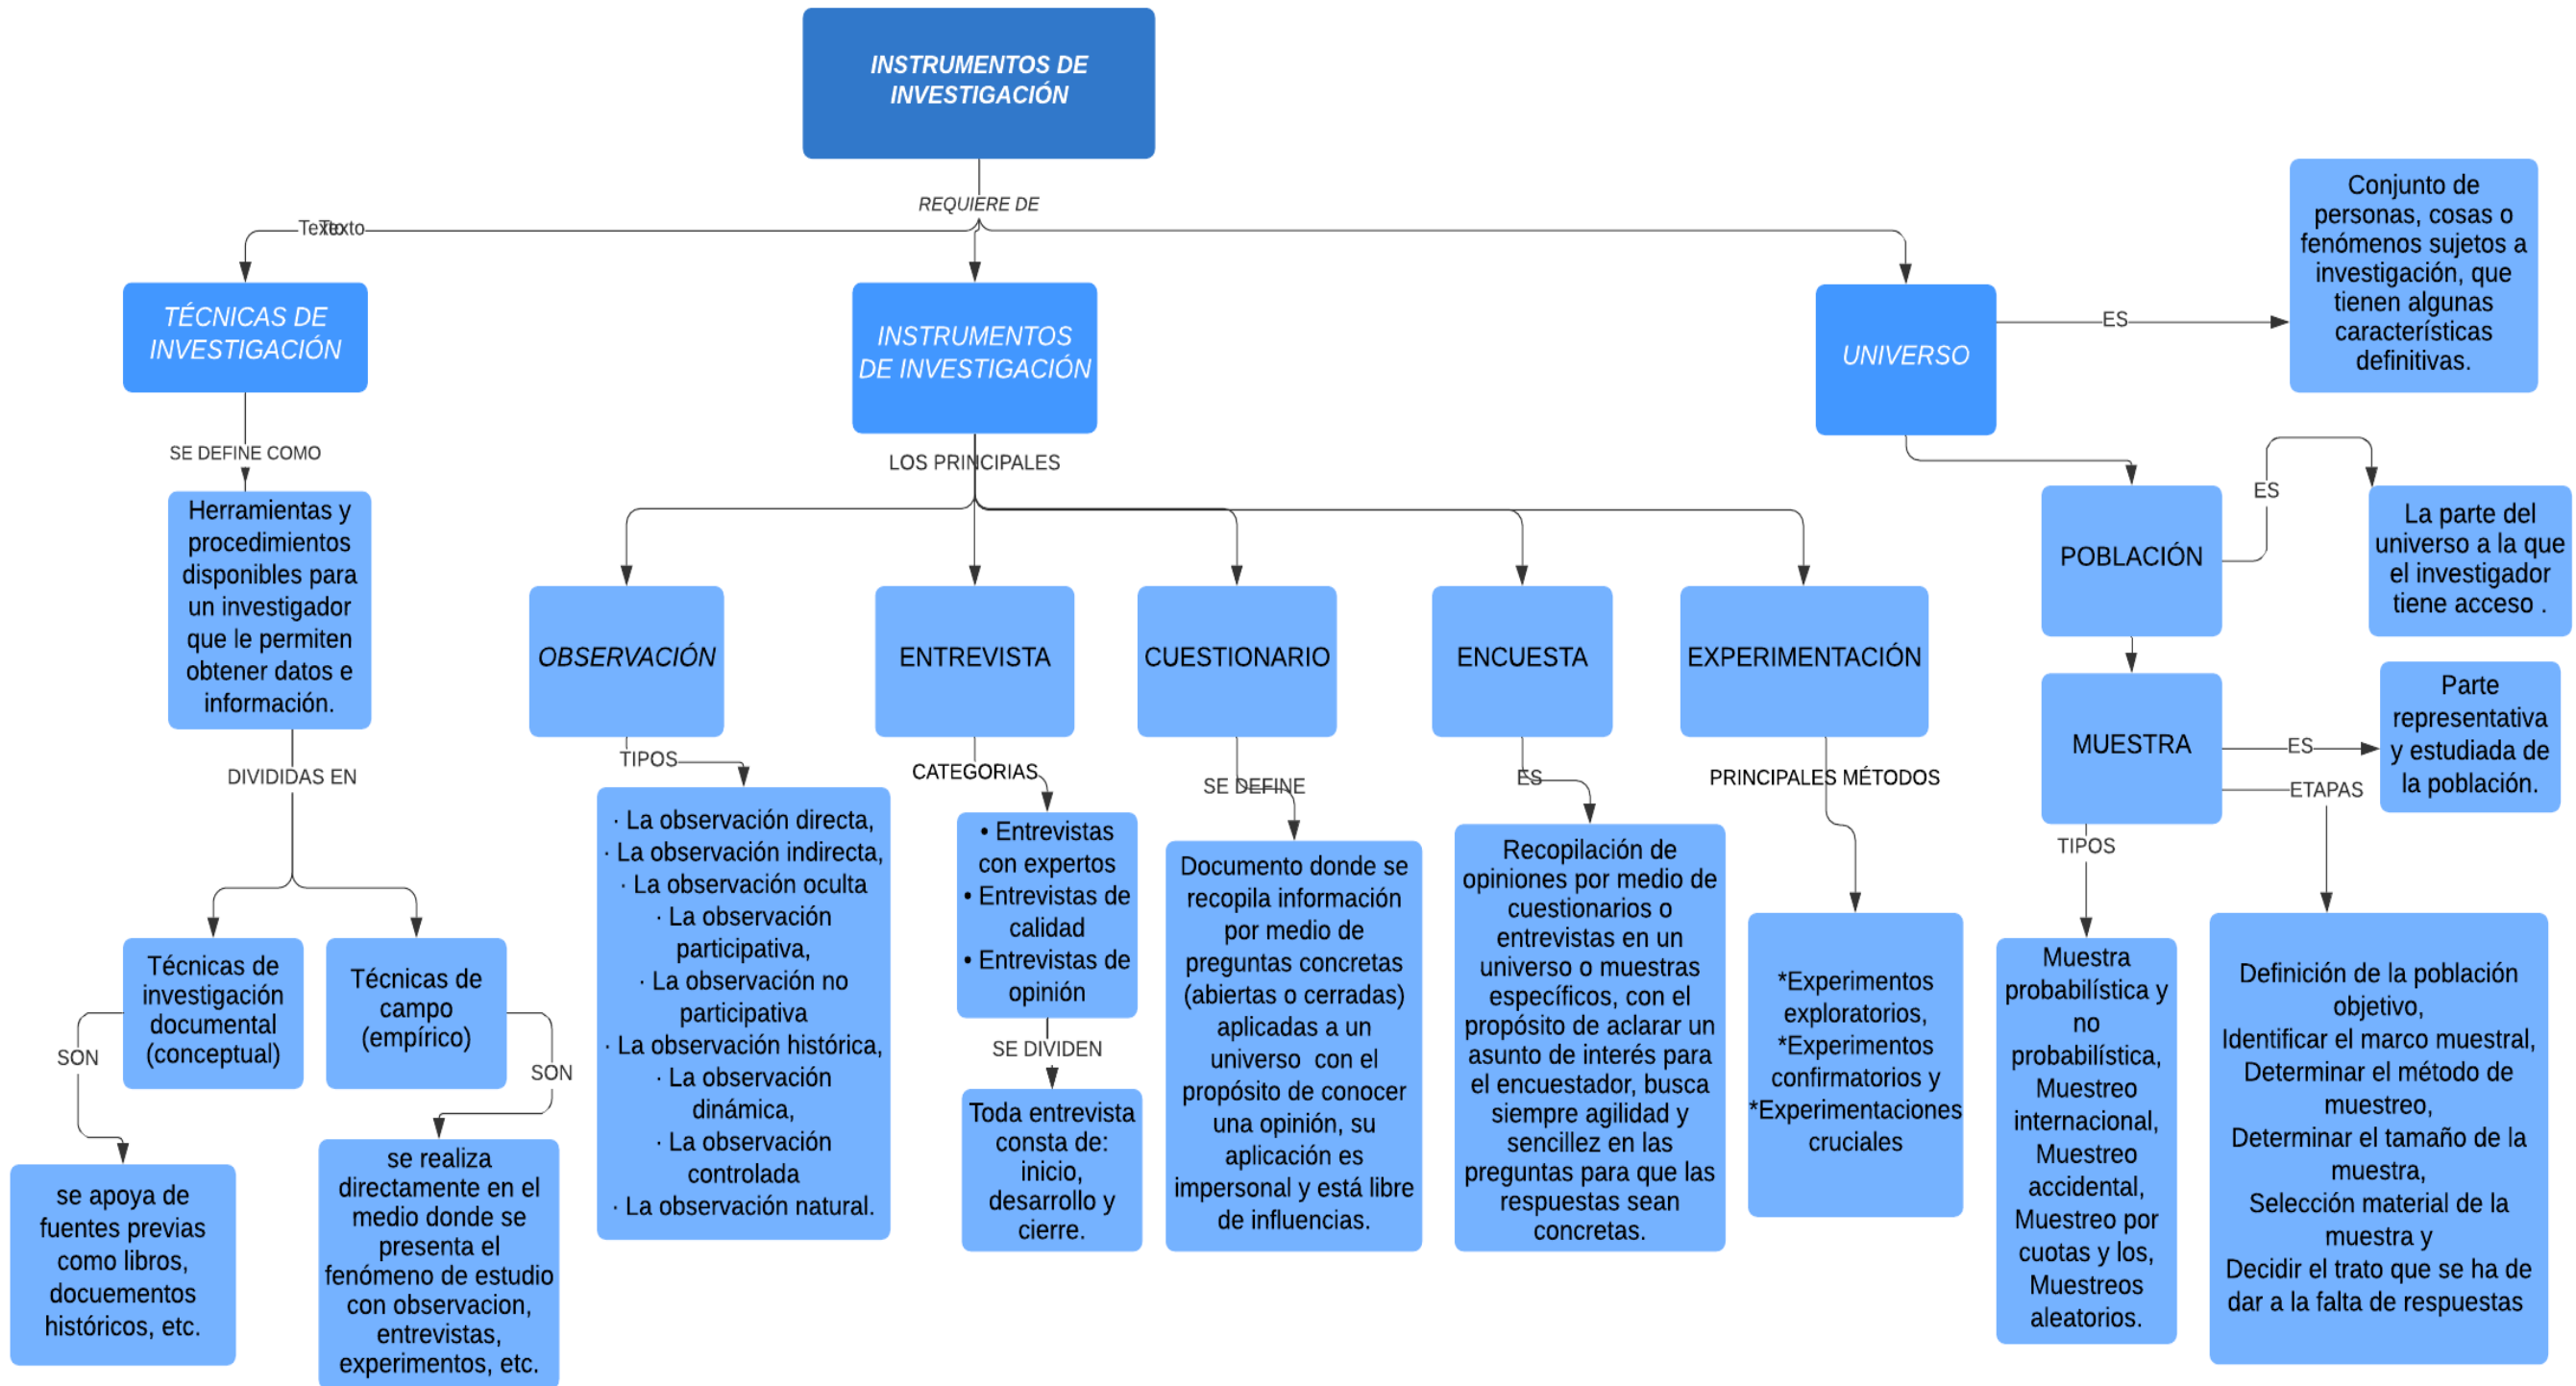 INSTRUMENTOS DE
INVESTIGACIÓN
REQUIERE DE
Texto
Texto
TÉCNICAS DE
INVESTIGACIÓN
SE DEFINE COMO
Herramientas y
procedimientos
disponibles para
un investigador
que le permiten
obtener datos e
información.
DIVIDIDAS EN
Técnicas de
investigación
documental
(conceptual)
SON
se apoya de
fuentes previas
como libros,
docuementos
históricos, etc.
Técnicas de
campo
(empírico)
SON
se realiza
directamente en el
medio donde se
presenta el
fenómeno de estudio
con observacion,
entrevistas,
experimentos, etc.
INSTRUMENTOS
DE INVESTIGACIÓN
LOS PRINCIPALES
OBSERVACIÓN
TIPOS
· La observación directa,
· La observación indirecta,
· La observación oculta
· La observación
participativa,
· La observación no
participativa
· La observación histórica,
· La observación
dinámica,
· La observación
controlada
· La observación natural.
ENTREVISTA
CATEGORIAS
• Entrevistas
con expertos
• Entrevistas de
calidad
• Entrevistas de
opinión
SE DIVIDEN
Toda entrevista
consta de:
inicio,
desarrollo y
cierre.
CUESTIONARIO
SE DEFINE
Documento donde se
recopila información
por medio de
preguntas concretas
(abiertas o cerradas)
aplicadas a un
universo  con el
propósito de conocer
una opinión, su
aplicación es
impersonal y está libre
de influencias.
ENCUESTA
ES
Recopilación de
opiniones por medio de
cuestionarios o
entrevistas en un
universo o muestras
específicos, con el
propósito de aclarar un
asunto de interés para
el encuestador, busca
siempre agilidad y
sencillez en las
preguntas para que las
respuestas sean
concretas.
EXPERIMENTACIÓN
PRINCIPALES MÉTODOS
*Experimentos
exploratorios,
*Experimentos
confirmatorios y
*Experimentaciones
cruciales
UNIVERSO
ES
Conjunto de
personas, cosas o
fenómenos sujetos a
investigación, que
tienen algunas
características
definitivas.
POBLACIÓN
ES
La parte del
universo a la que
el investigador
tiene acceso .
MUESTRA
ES
Parte
representativa
y estudiada de
la población.
TIPOS
Muestra
probabilística y
no
probabilística,
Muestreo
internacional,
Muestreo
accidental,
Muestreo por
cuotas y los,
Muestreos
aleatorios.
ETAPAS
Definición de la población
objetivo,
Identificar el marco muestral,
Determinar el método de
muestreo,
Determinar el tamaño de la
muestra,
Selección material de la
muestra y
Decidir el trato que se ha de
dar a la falta de respuestas